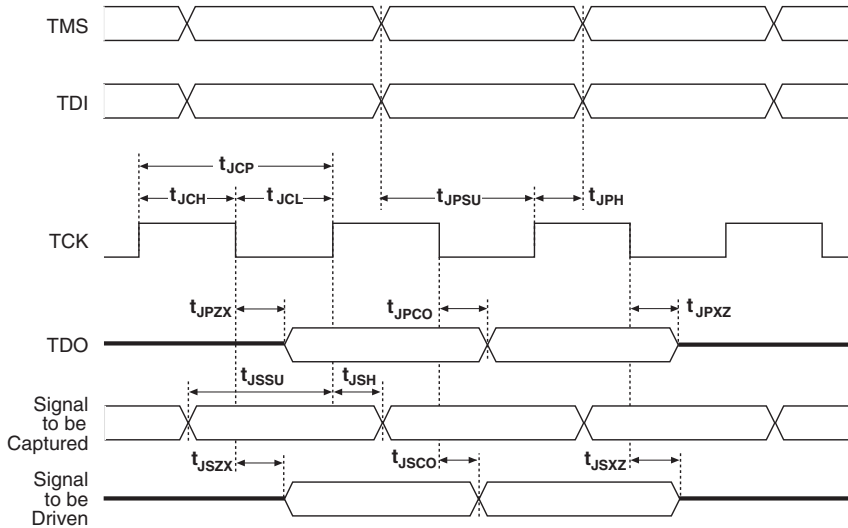 TMS
TDI
tJCP
tJCH tJCL tJPSU tJPH
TCK
tJPZX tJPCO tJPXZ
TDO
tJSSU tJSH
Signal
to be
Captured
tJSZX tJSCO tJSXZ
Signal
to be
Driven